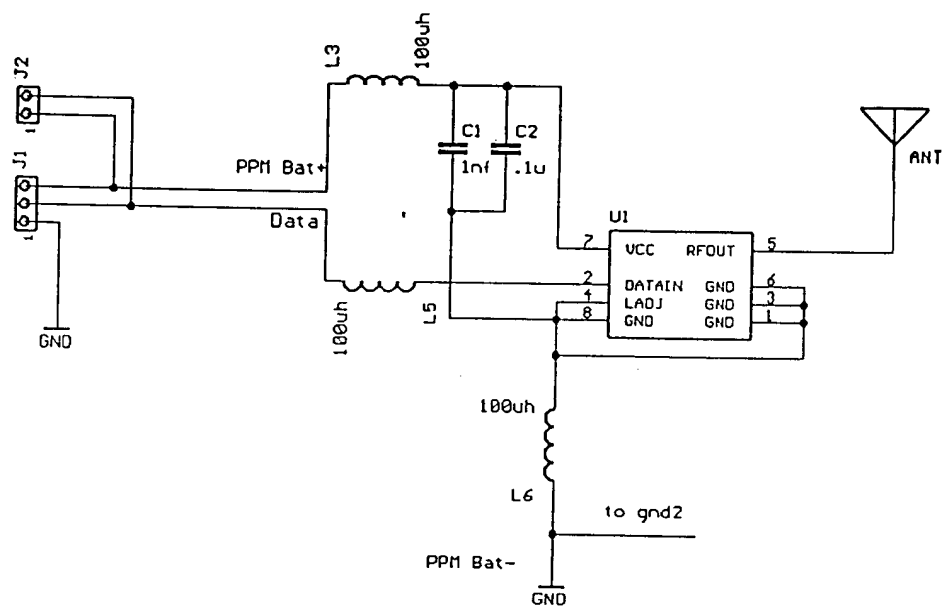 L3
100uh
J2
1
J1
1
GND
PPM Bat+
Data
C1
1nf
C2
.1u
ANT
U1
7 VCC RFOUT 5
2 DATAIN GND 6
4 LADJ GND 3
8 GND GND 1
100uh
L5
100uh
L6
to gnd2
PPM Bat-
GND